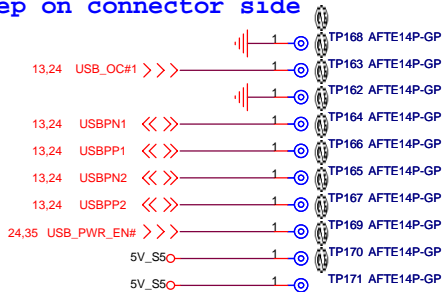 ep on connector side
1 TP168 AFTE14P-GP
13,24 USB_OC#1 1 TP163 AFTE14P-GP
1 TP162 AFTE14P-GP
13,24 USBPN1 1 TP164 AFTE14P-GP
13,24 USBPP1 1 TP166 AFTE14P-GP
13,24 USBPN2 1 TP165 AFTE14P-GP
13,24 USBPP2 1 TP167 AFTE14P-GP
24,35 USB_PWR_EN# 1 TP169 AFTE14P-GP
5V_S5 1 TP170 AFTE14P-GP
5V_S5 1 TP171 AFTE14P-GP